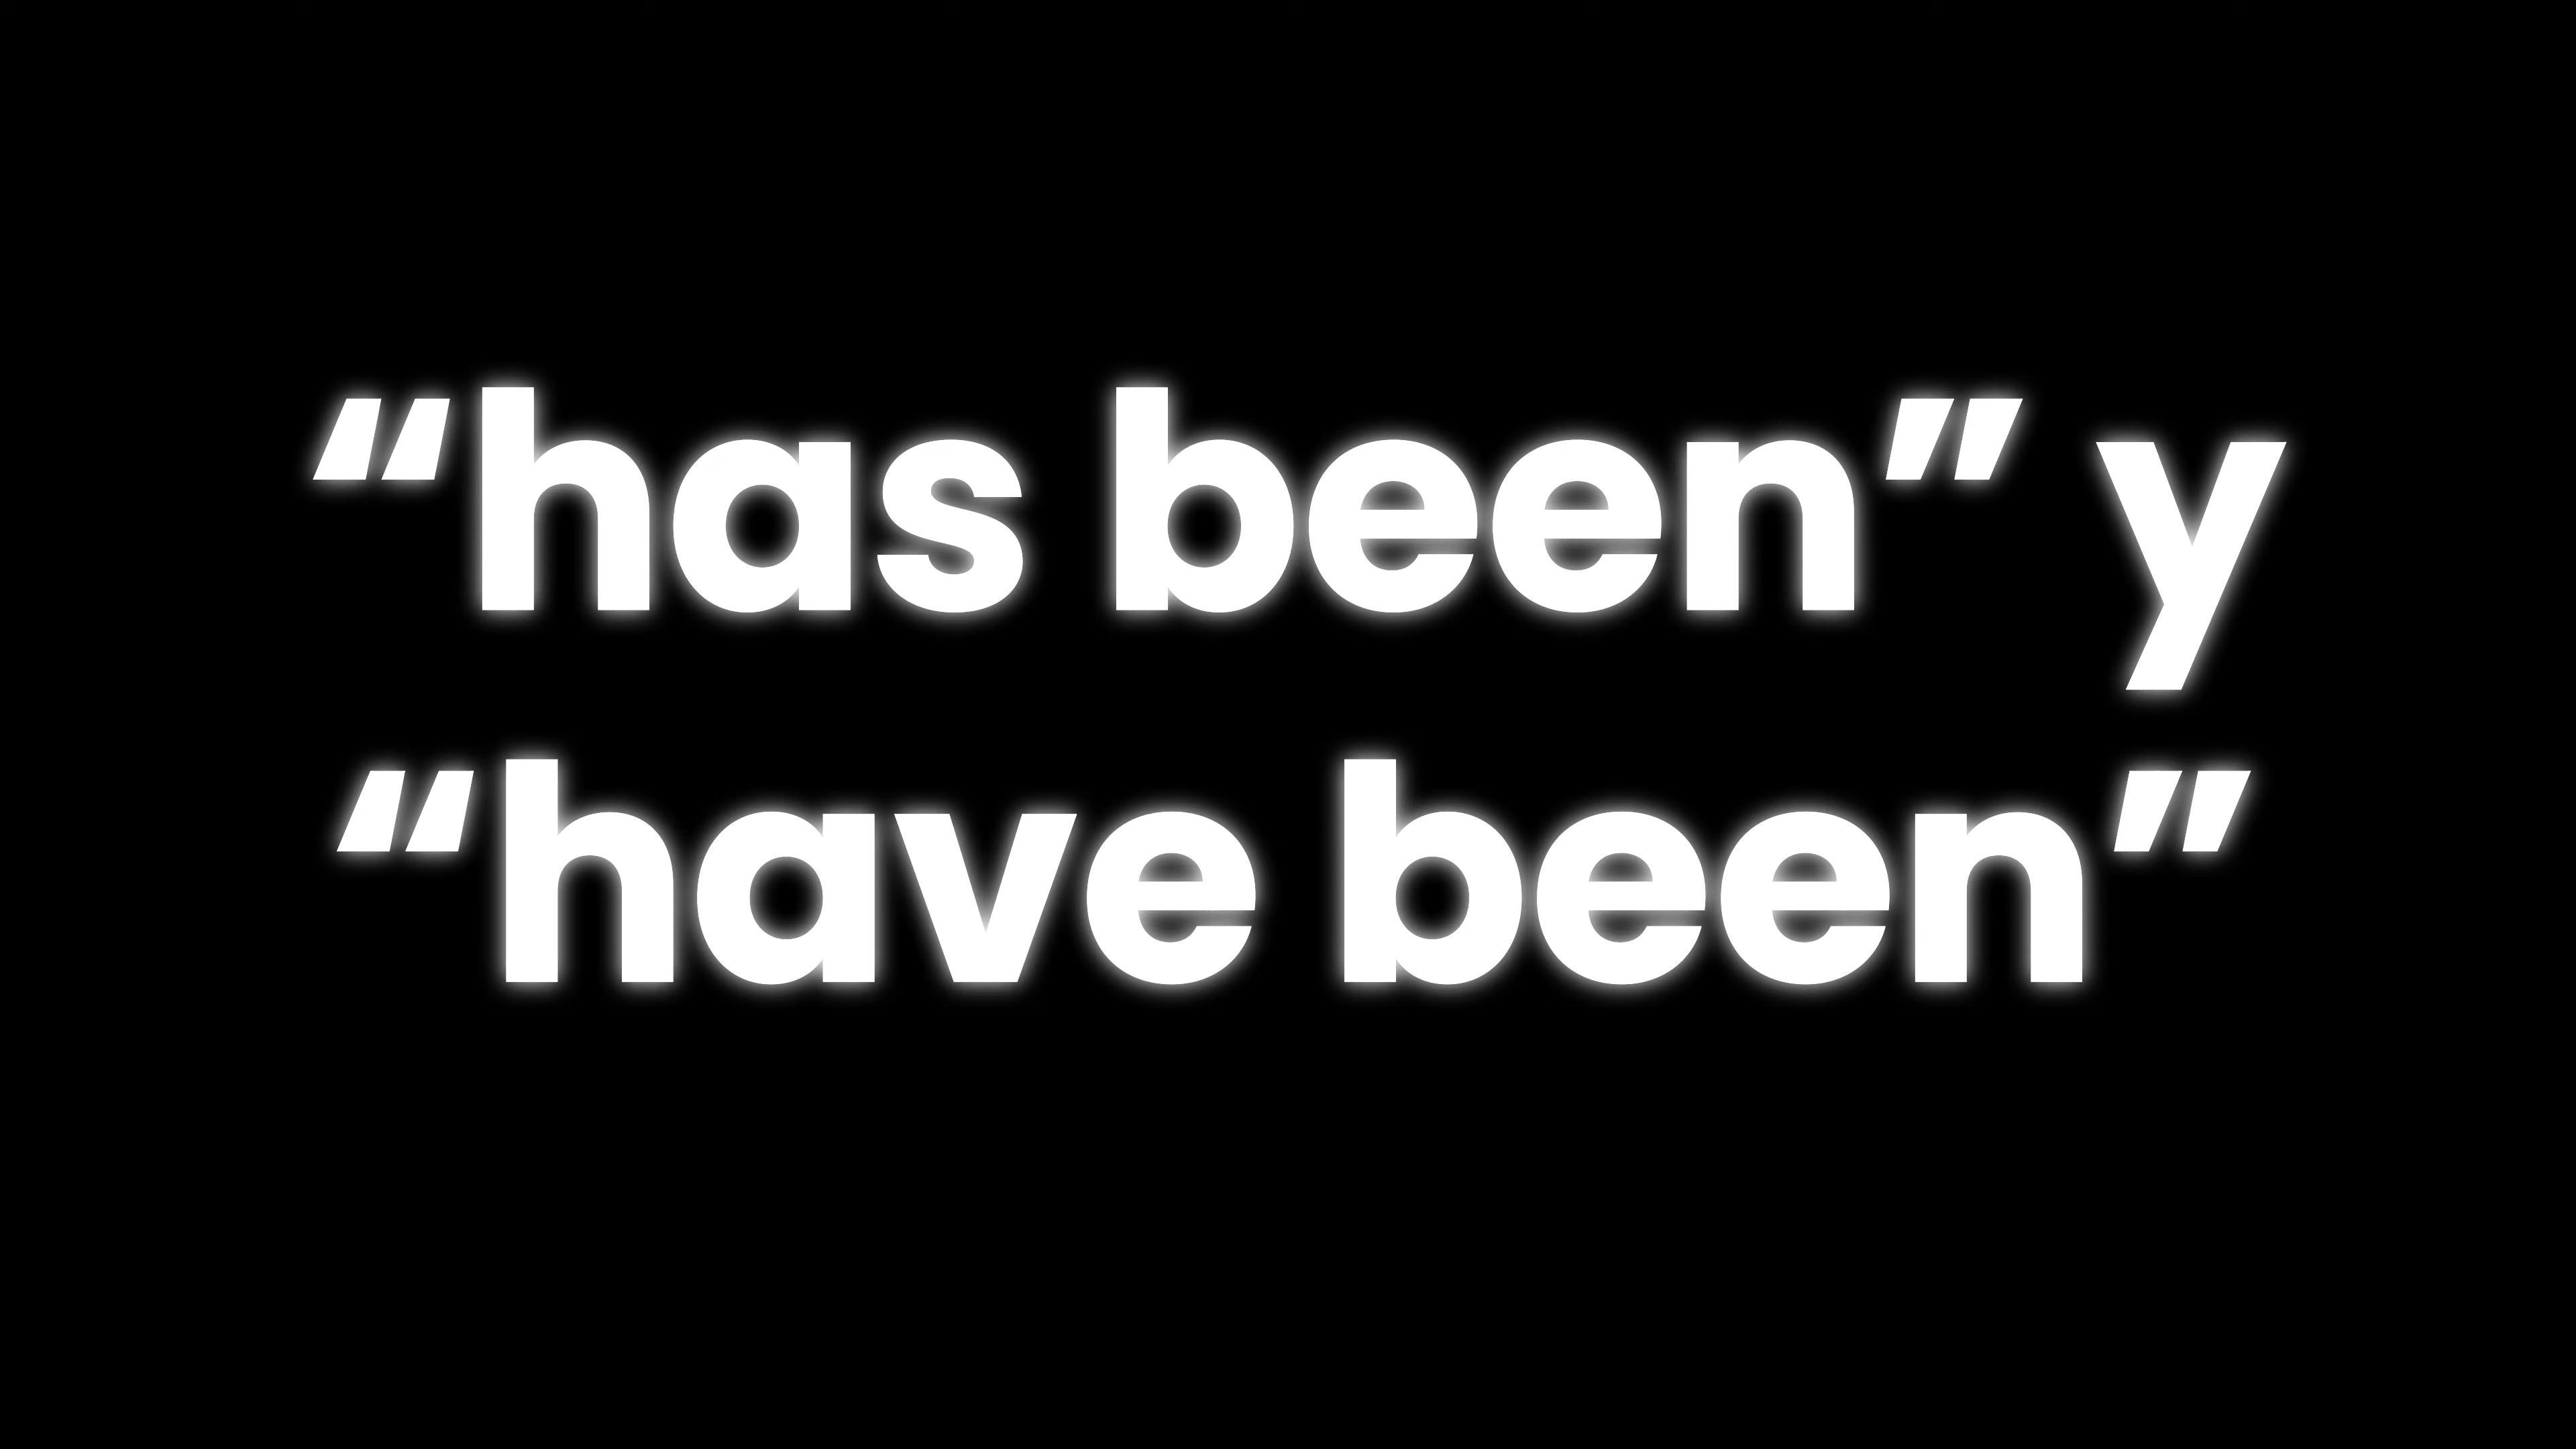 “has been” y
“have been”